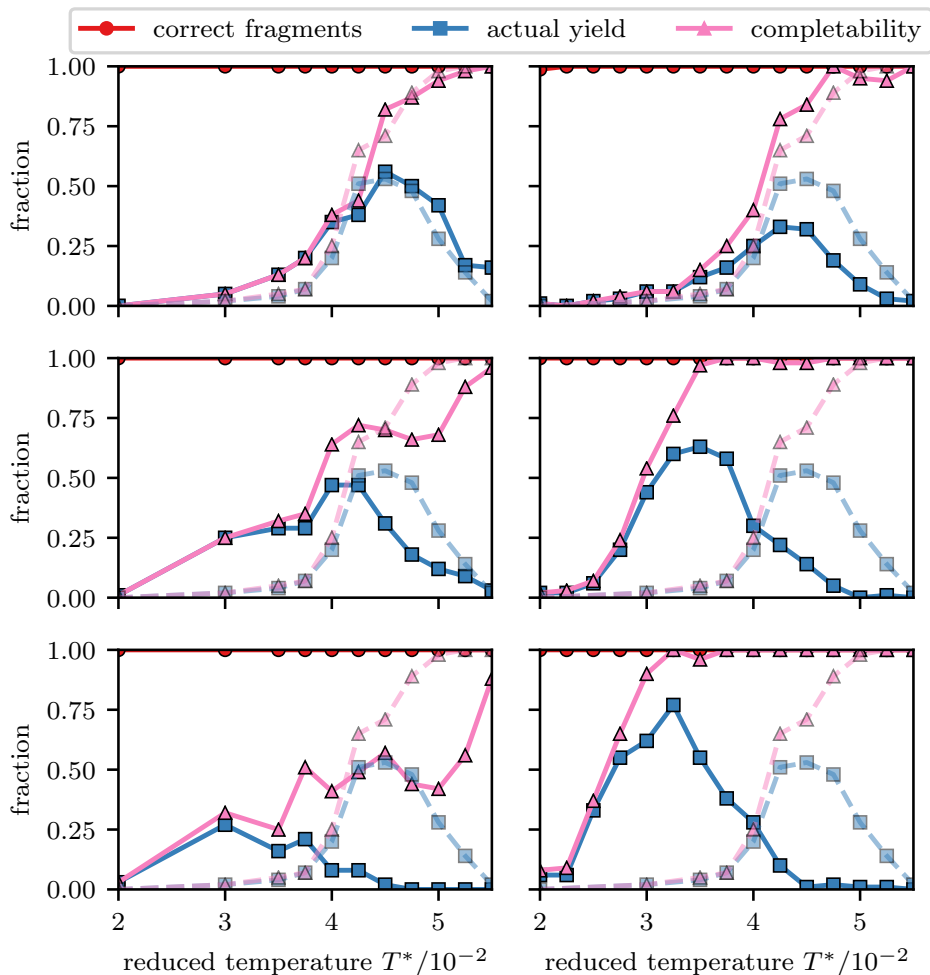 correct fragments actual yield completability
1.00
0.75
0.50
0.25
0.00
fraction
1.00
0.75
0.50
0.25
0.00
fraction
1.00
0.75
0.50
0.25
0.00
fraction
2 3 4 5 2 3 4 5
reduced temperature T*/10⁻² reduced temperature T*/10⁻²